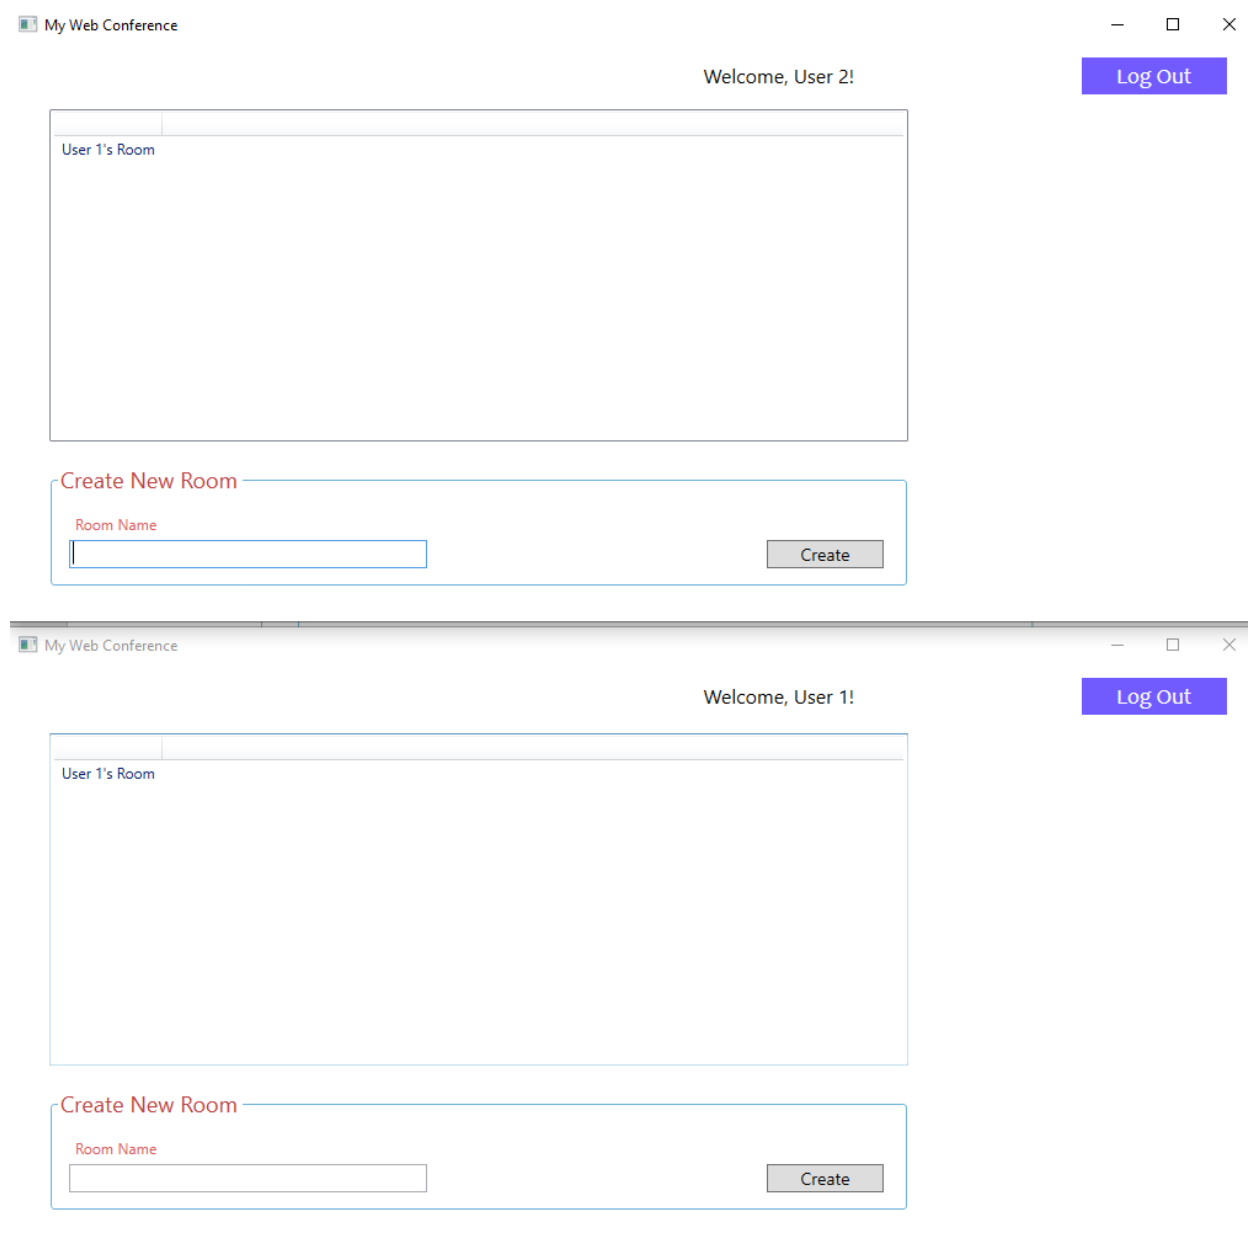 My Web Conference
Welcome, User 2!
Log Out
User 1's Room
Create New Room
Room Name
Create
My Web Conference
Welcome, User 1!
Log Out
User 1's Room
Create New Room
Room Name
Create